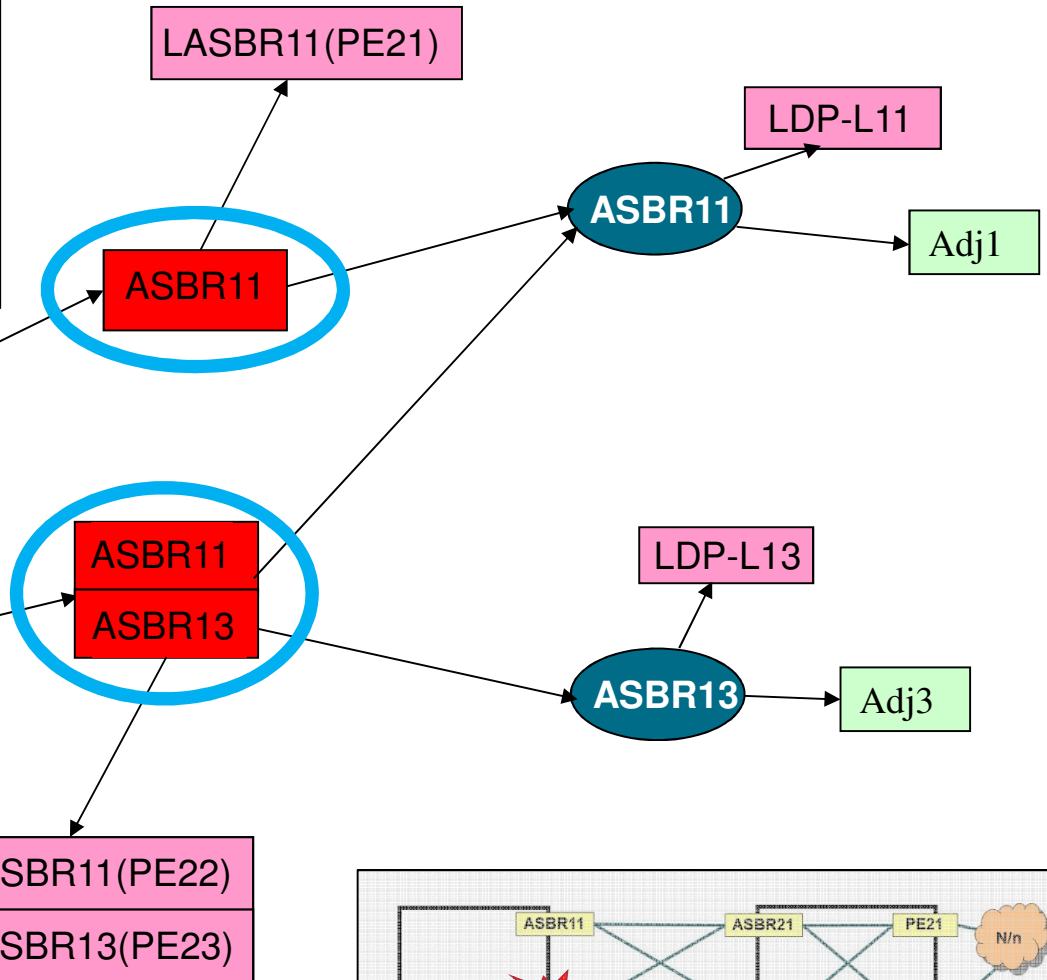 LASBR11(PE21)
LDP-L11
ASBR11
Adj1
ASBR11
ASBR11
ASBR13
LDP-L13
ASBR13
Adj3
SBR11(PE22)
SBR13(PE23)
ASBR11
ASBR21
PE21
N/n